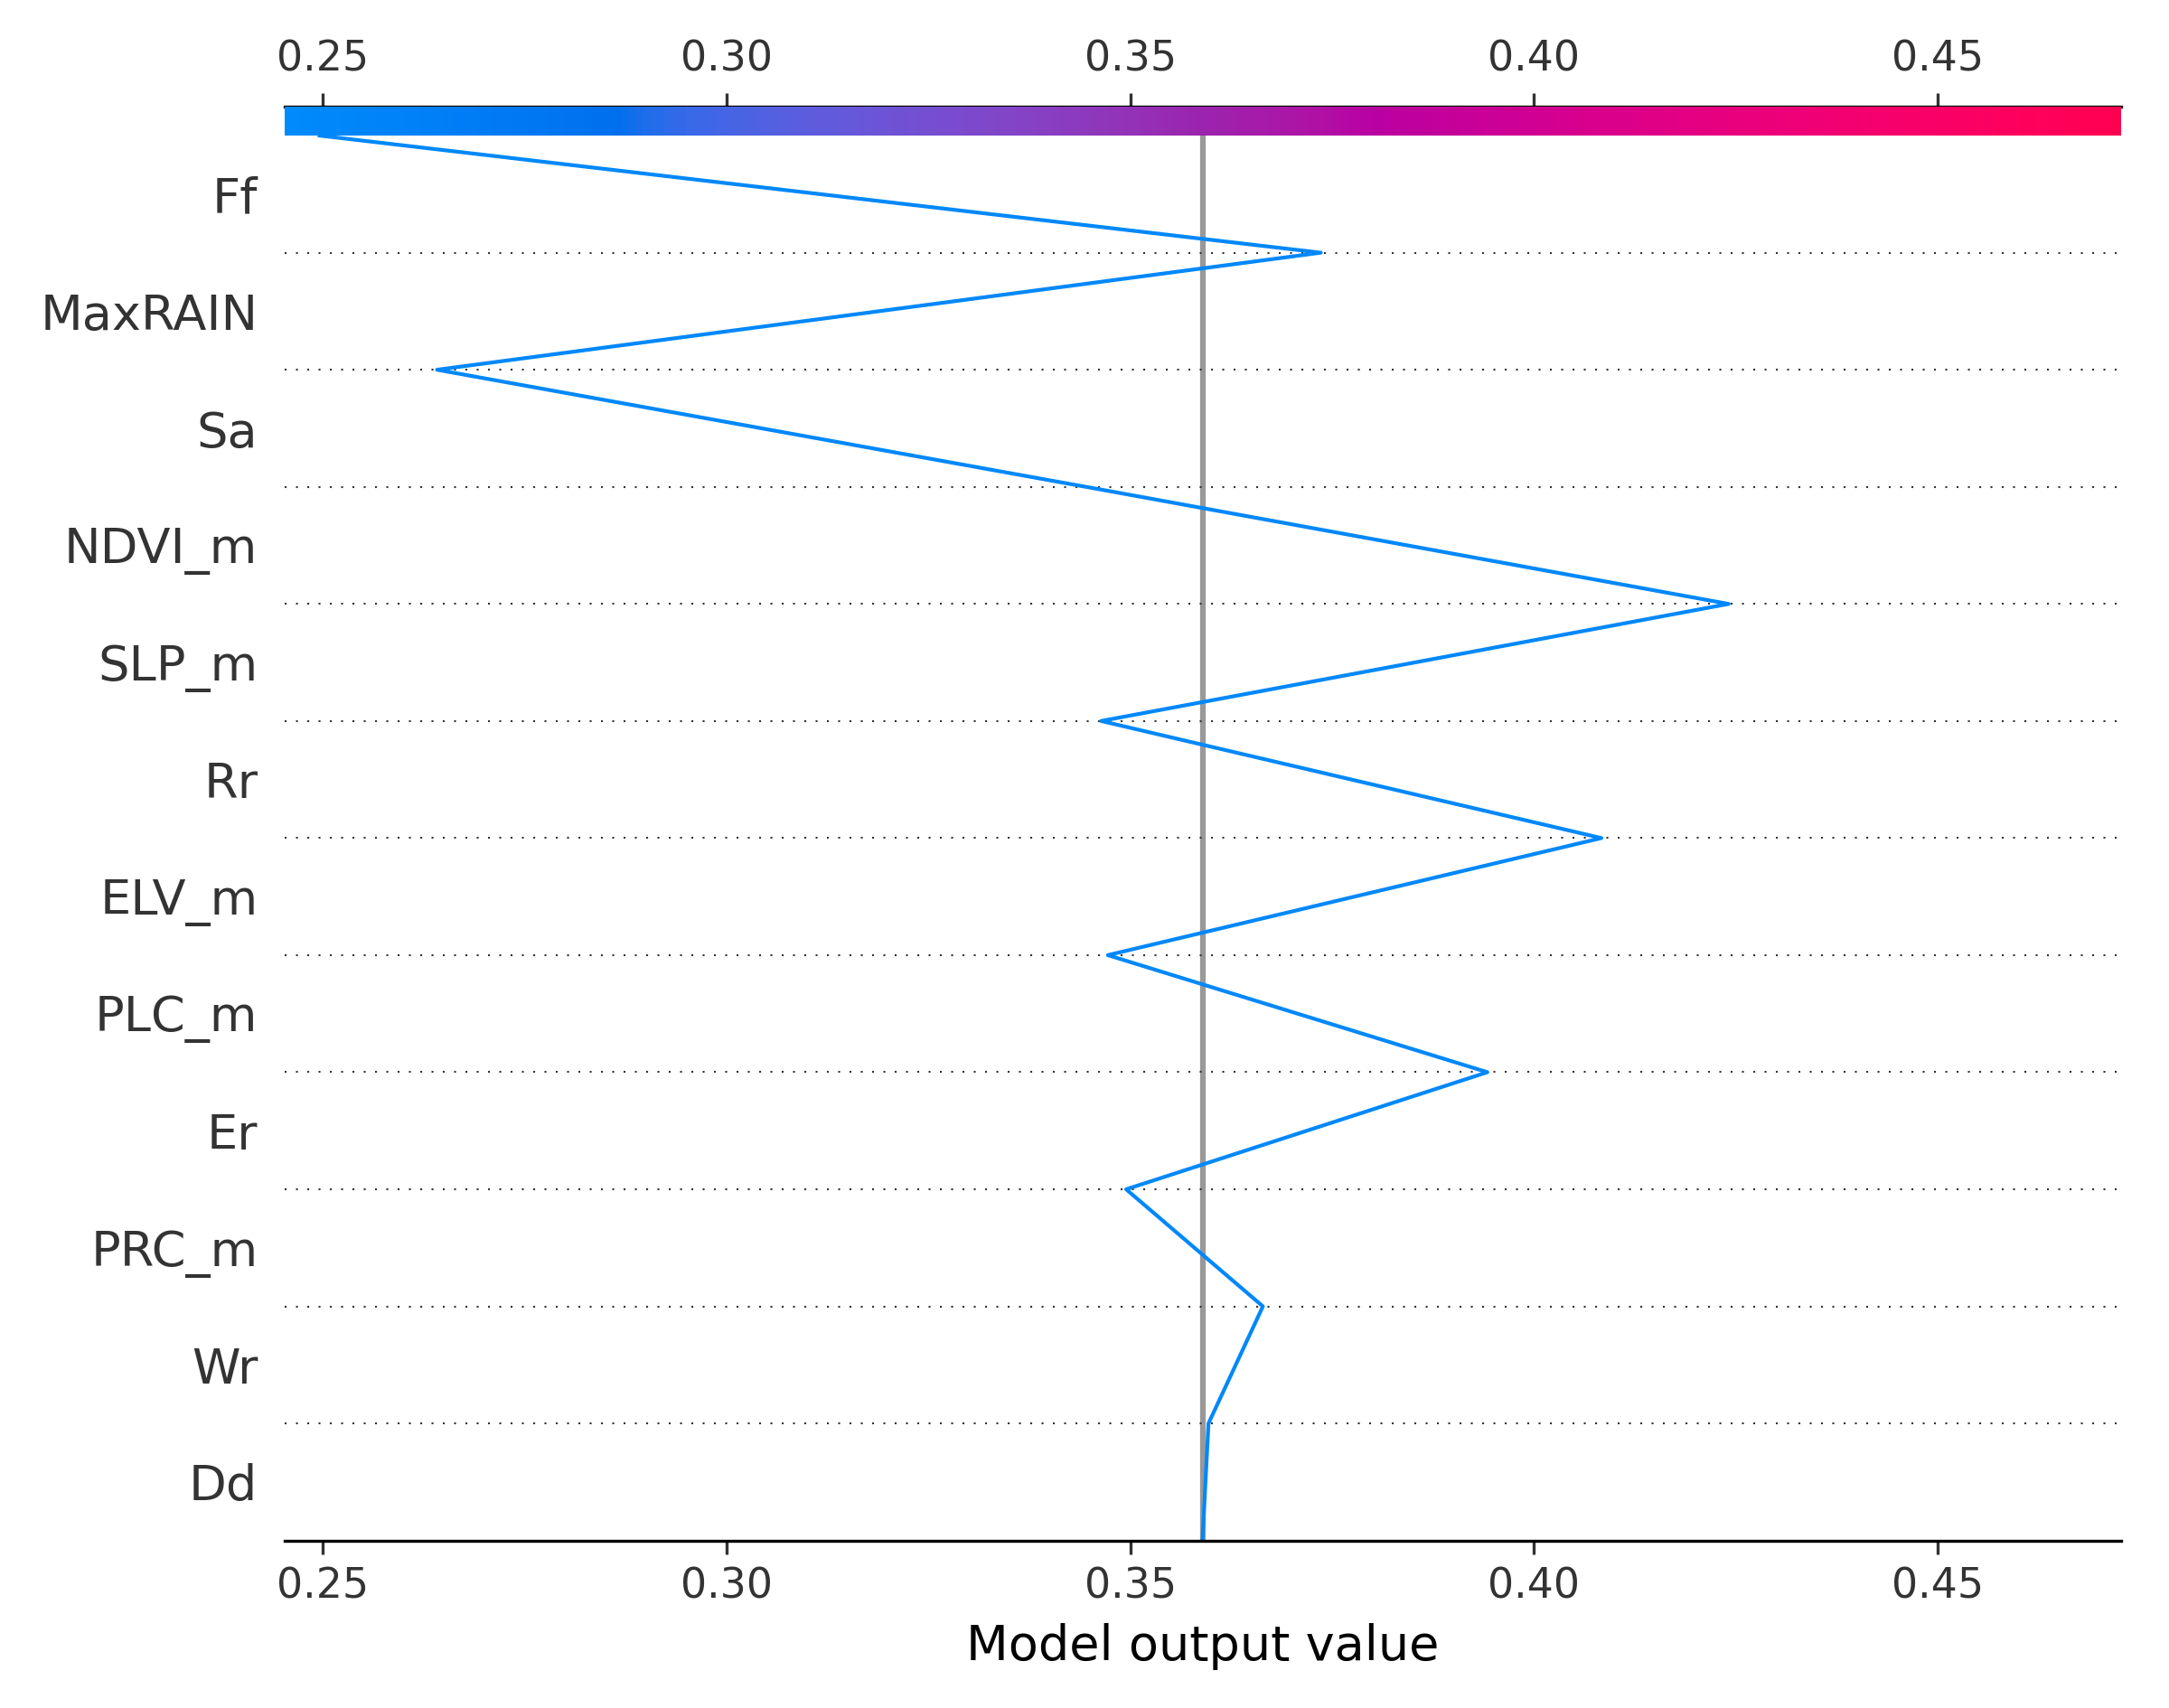 0.25 0.30 0.35 0.40 0.45
Ff
MaxRAIN
Sa
NDVI_m
SLP_m
Rr
ELV_m
PLC_m
Er
PRC_m
Wr
Dd
0.25 0.30 0.35 0.40 0.45
Model output value